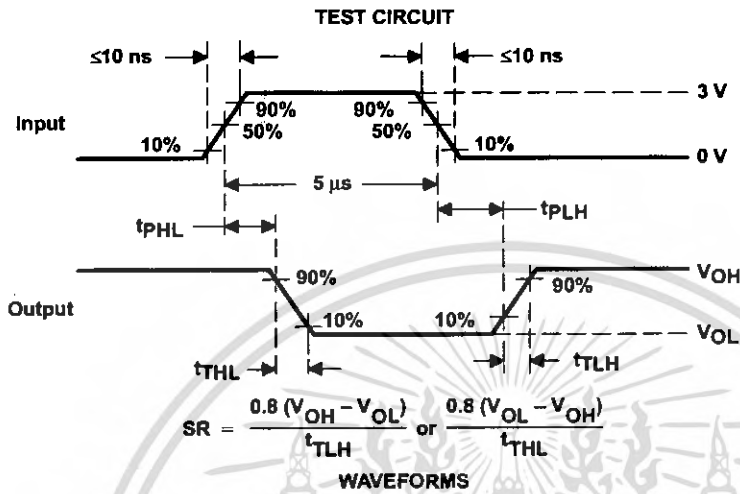 TEST CIRCUIT
≤10 ns
≤10 ns
3 V
90%
90%
Input
50%
50%
10%
10%
0 V
5 μs
tPHL
tPLH
VOH
90%
90%
Output
10%
10%
VOL
tTHL
tTLH
SR = 0.8 (VOH – VOL) / tTLH or 0.8 (VOL – VOH) / tTHL
WAVEFORMS